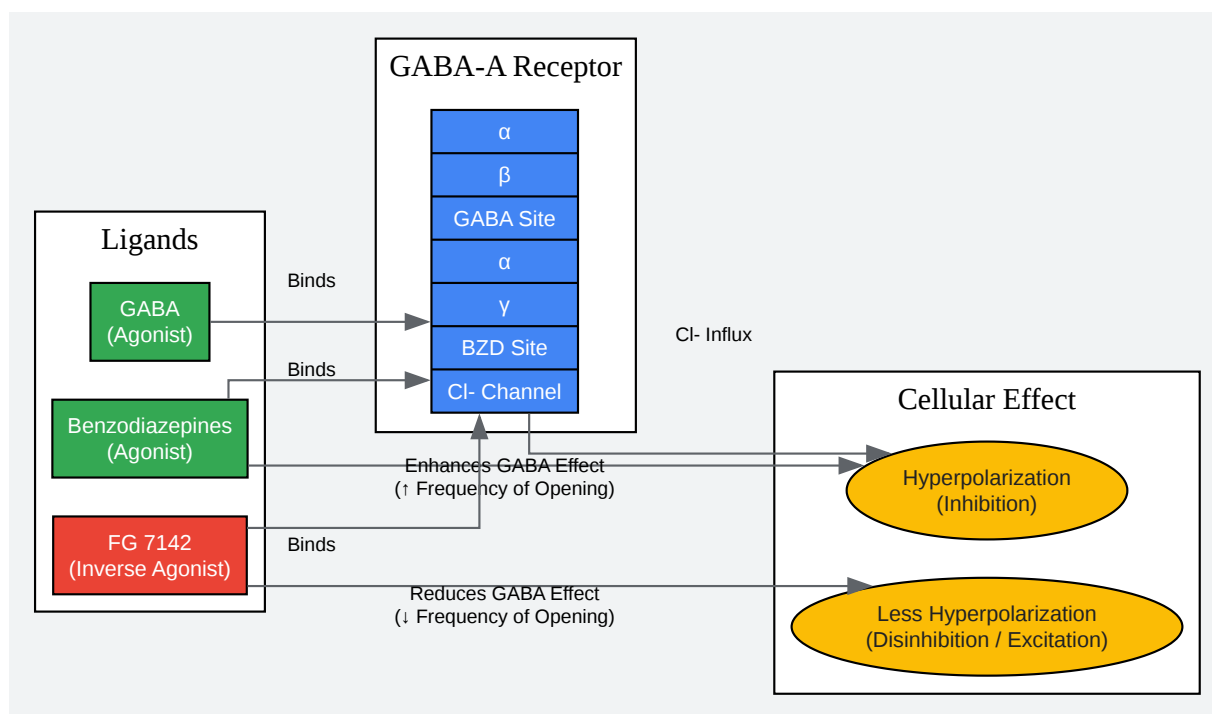 GABA-A Receptor
α
β
GABA Site
α
γ
BZD Site
Cl- Channel
Ligands
GABA
(Agonist)
Benzodiazepines
(Agonist)
FG 7142
(Inverse Agonist)
Binds
Binds
Enhances GABA Effect
(↑ Frequency of Opening)
Binds
Reduces GABA Effect
(↓ Frequency of Opening)
Cl- Influx
Cellular Effect
Hyperpolarization
(Inhibition)
Less Hyperpolarization
(Disinhibition / Excitation)